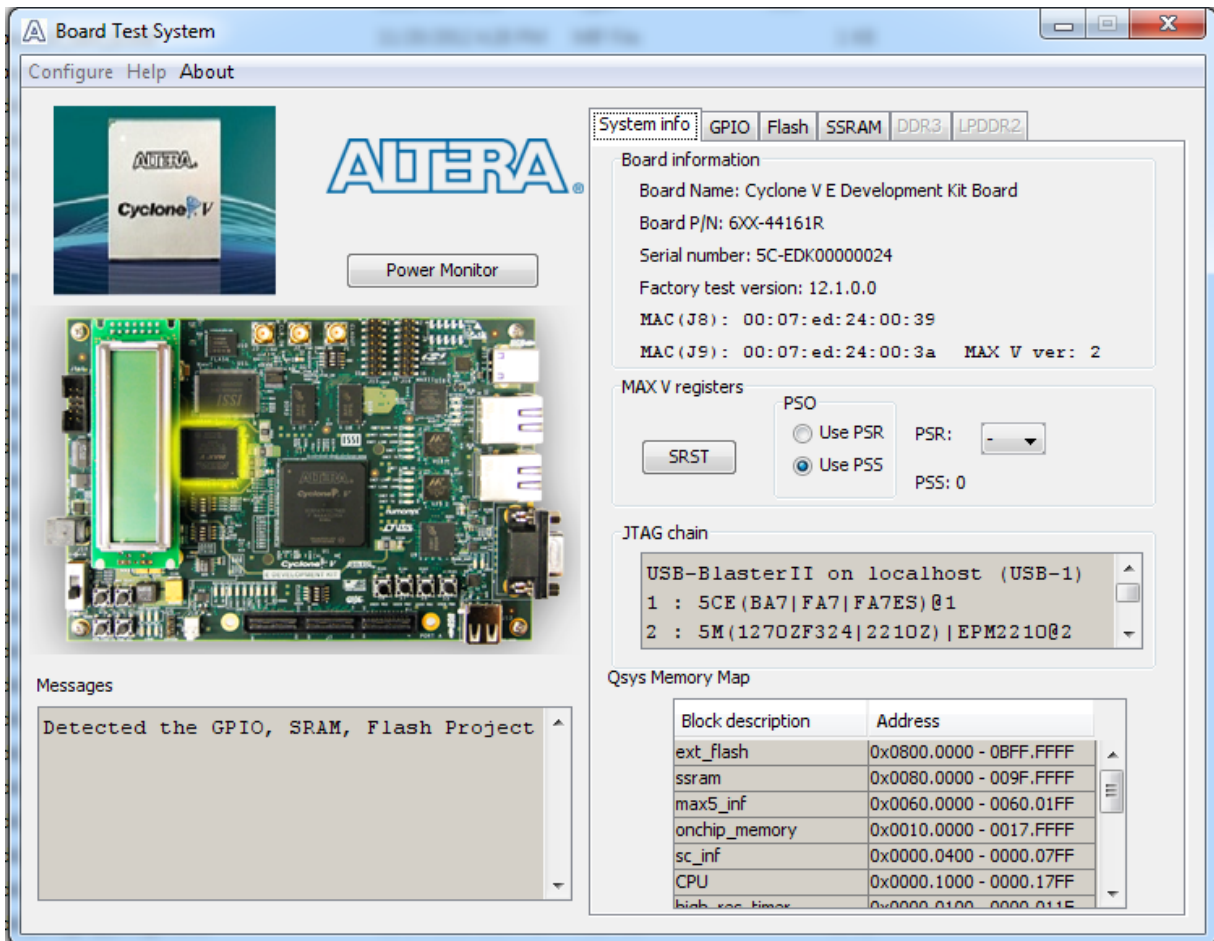 Board Test System
Configure Help About
ALTERA®
Cyclone V
ALTERA®
Power Monitor
ISSI
ALTERA
Cyclone V
Cyclone V
E DEVELOPMENT KIT
Messages
Detected the GPIO, SRAM, Flash Project
System info GPIO Flash SSRAM DDR3 LPDDR2
Board information
Board Name: Cyclone V E Development Kit Board
Board P/N: 6XX-44161R
Serial number: 5C-EDK00000024
Factory test version: 12.1.0.0
MAC(J8): 00:07:ed:24:00:39
MAC(J9): 00:07:ed:24:00:3a MAX V ver: 2
MAX V registers
SRST
PSO
Use PSR
Use PSS
PSR: -
PSS: 0
JTAG chain
USB-BlasterII on localhost (USB-1)
1 : 5CE(BA7|FA7|FA7ES)@1
2 : 5M(1270ZF324|2210Z)|EPM2210@2
Qsys Memory Map
Block description Address
ext_flash 0x0800.0000 - 0BFF.FFFF
ssram 0x0080.0000 - 009F.FFFF
max5_inf 0x0060.0000 - 0060.01FF
onchip_memory 0x0010.0000 - 0017.FFFF
sc_inf 0x0000.0400 - 0000.07FF
CPU 0x0000.1000 - 0000.17FF